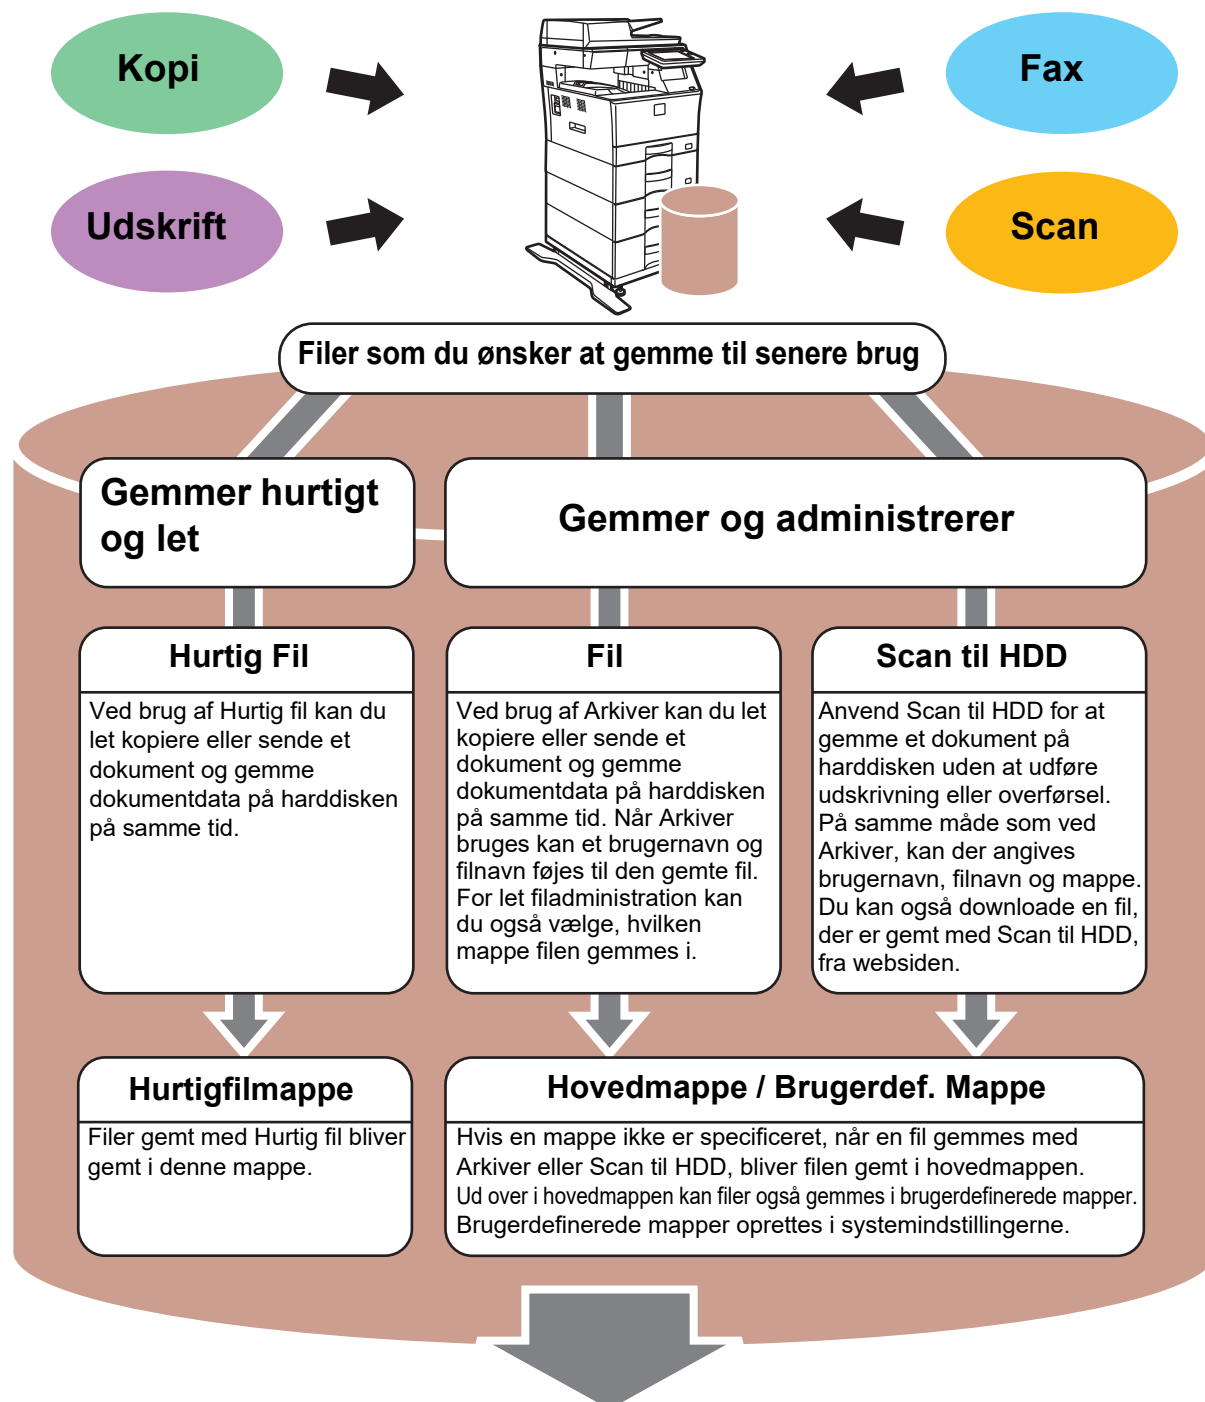 Kopi
Fax
Udskrift
Scan
Filer som du ønsker at gemme til senere brug
Gemmer hurtigt
og let
Gemmer og administrerer
Hurtig Fil
Ved brug af Hurtig fil kan du
let kopiere eller sende et
dokument og gemme
dokumentdata på harddisken
på samme tid.
Fil
Ved brug af Arkiver kan du let
kopiere eller sende et
dokument og gemme
dokumentdata på harddisken
på samme tid. Når Arkiver
bruges kan et brugernavn og
filnavn føjes til den gemte fil.
For let filadministration kan
du også vælge, hvilken
mappe filen gemmes i.
Scan til HDD
Anvend Scan til HDD for at
gemme et dokument på
harddisken uden at udføre
udskrivning eller overførsel.
På samme måde som ved
Arkiver, kan der angives
brugernavn, filnavn og mappe.
Du kan også downloade en fil,
der er gemt med Scan til HDD,
fra websiden.
Hurtigfilmappe
Filer gemt med Hurtig fil bliver
gemt i denne mappe.
Hovedmappe / Brugerdef. Mappe
Hvis en mappe ikke er specificeret, når en fil gemmes med
Arkiver eller Scan til HDD, bliver filen gemt i hovedmappen.
Ud over i hovedmappen kan filer også gemmes i brugerdefinerede mapper.
Brugerdefinerede mapper oprettes i systemindstillingerne.